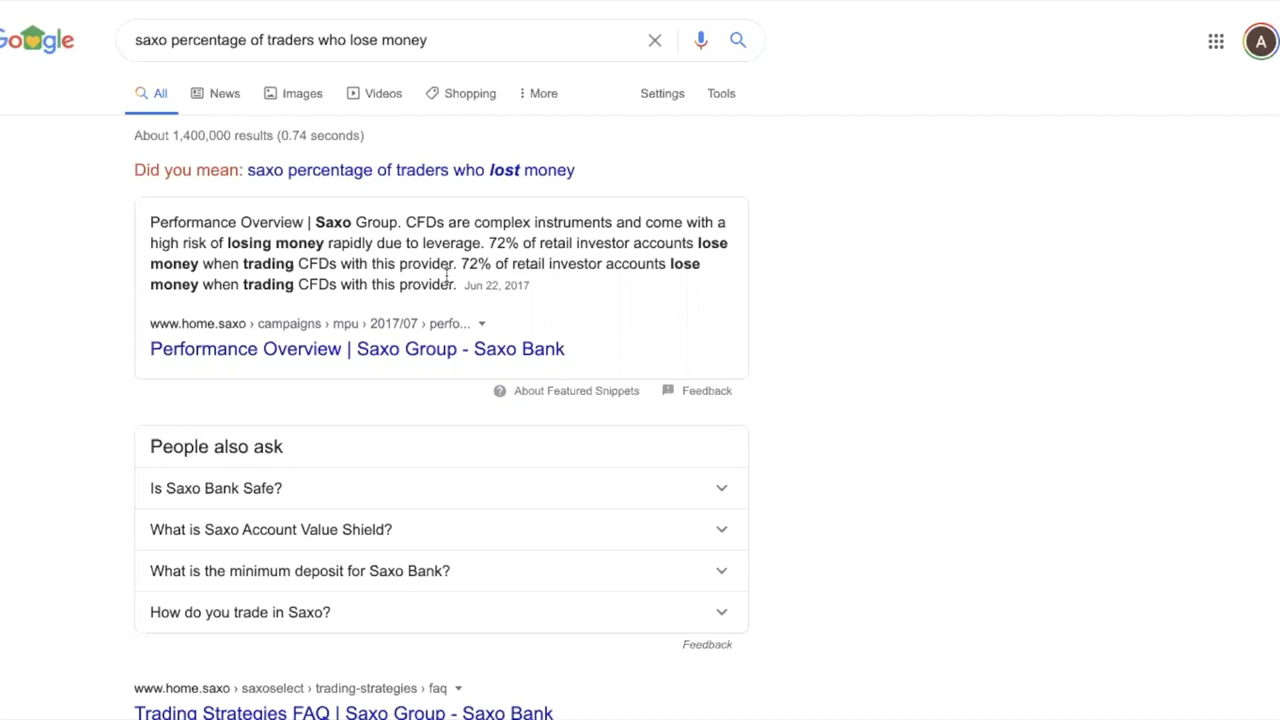 Google
saxo percentage of traders who lose money
A
All
News
Images
Videos
Shopping
More
Settings
Tools
About 1,400,000 results (0.74 seconds)
Did you mean: saxo percentage of traders who lost money
Performance Overview | Saxo Group. CFDs are complex instruments and come with a
high risk of losing money rapidly due to leverage. 72% of retail investor accounts lose
money when trading CFDs with this provider. 72% of retail investor accounts lose
money when trading CFDs with this provider. Jun 22, 2017
www.home.saxo › campaigns › mpu › 2017/07 › perfo...
Performance Overview | Saxo Group - Saxo Bank
About Featured Snippets
Feedback
People also ask
Is Saxo Bank Safe?
What is Saxo Account Value Shield?
What is the minimum deposit for Saxo Bank?
How do you trade in Saxo?
Feedback
www.home.saxo › saxoselect › trading-strategies › faq
Trading Strategies FAQ | Saxo Group - Saxo Bank